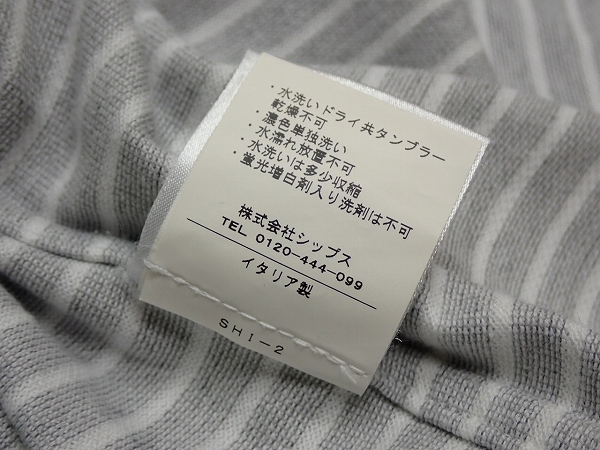 ・水洗いドライ共タンブラー
乾燥不可
・濃色単独洗い
・水濡れ放置不可
・水洗いは多少収縮
・蛍光増白剤入り洗剤は不可
株式会社シップス
TEL 0120-444-099
イタリア製
SHI-2